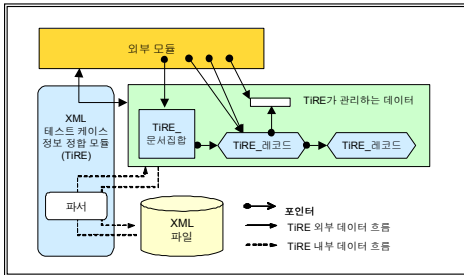 외부 모듈
XML
테스트 케이스
정보 정합 모듈
(TiRE)
TiRE가 관리하는 데이터
TiRE_
문서집합
TiRE_레코드
TiRE_레코드
파서
XML
파일
포인터
TiRE 외부 데이터 흐름
TiRE 내부 데이터 흐름